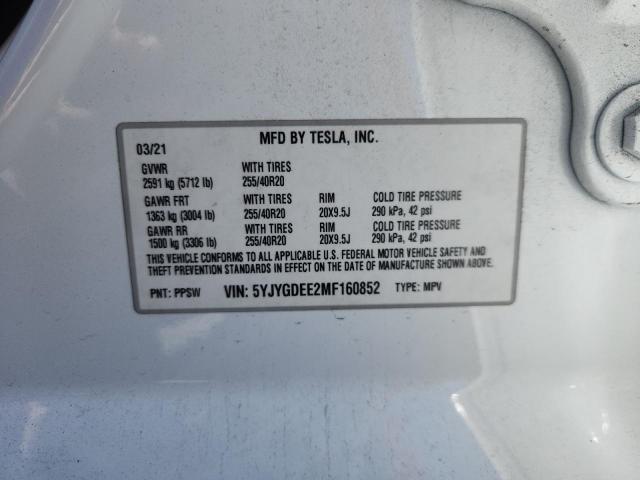 MFD BY TESLA, INC.
03/21
GVWR WITH TIRES
2591 kg (5712 lb) 255/40R20
GAWR FRT WITH TIRES RIM COLD TIRE PRESSURE
1363 kg (3004 lb) 255/40R20 20X9.5J 290 kPa, 42 psi
GAWR RR WITH TIRES RIM COLD TIRE PRESSURE
1500 kg (3306 lb) 255/40R20 20X9.5J 290 kPa, 42 psi
THIS VEHICLE CONFORMS TO ALL APPLICABLE U.S. FEDERAL MOTOR VEHICLE SAFETY AND
THEFT PREVENTION STANDARDS IN EFFECT ON THE DATE OF MANUFACTURE SHOWN ABOVE.
PNT: PPSW VIN: 5YJYGDEE2MF160852 TYPE: MPV